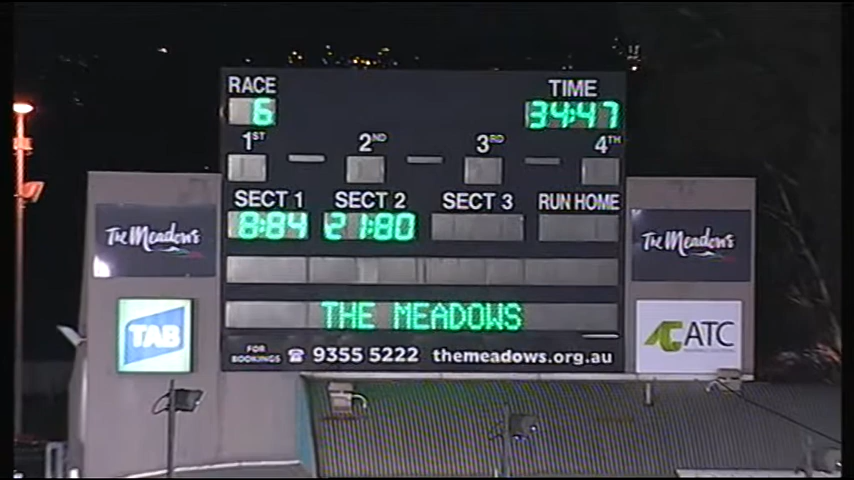 RACE TIME
6 34:47
1ST 2ND 3RD 4TH
SECT 1 SECT 2 SECT 3 RUN HOME
8:84 21:80
The Meadows
The Meadows
THE MEADOWS
TAB
ATC
FOR BOOKINGS ☎ 9355 5222 themeadows.org.au